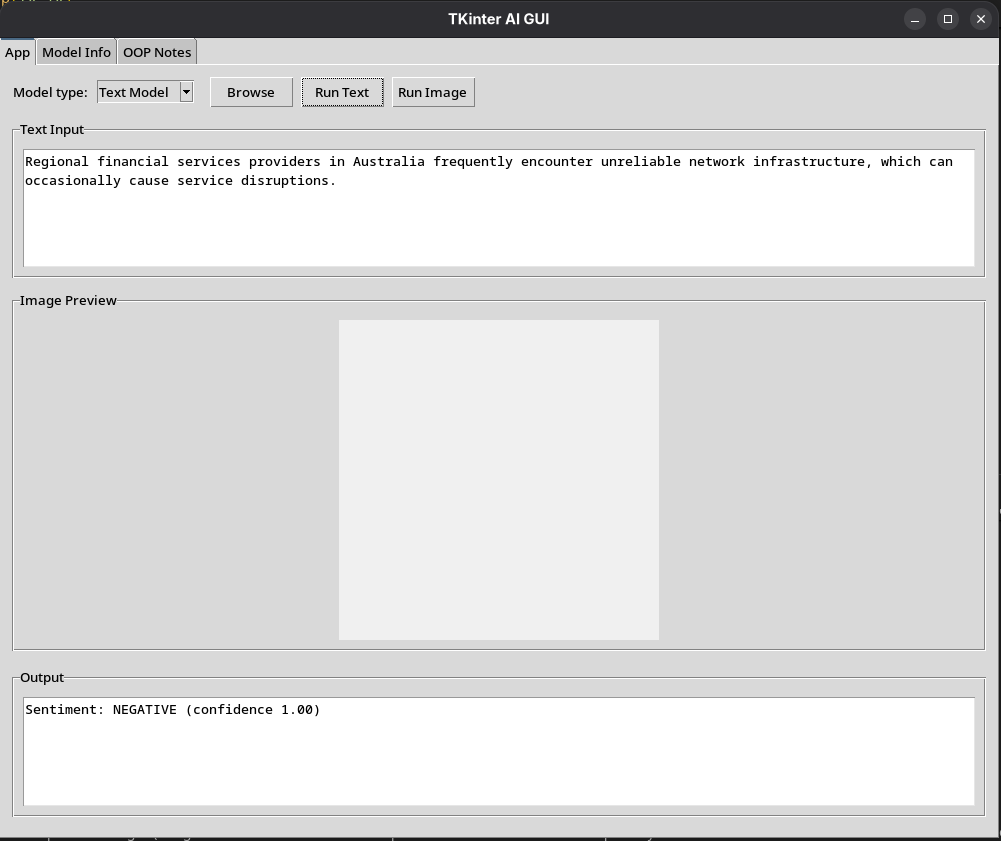 TKinter AI GUI
App Model Info OOP Notes
Model type: Text Model Browse Run Text Run Image
Text Input
Regional financial services providers in Australia frequently encounter unreliable network infrastructure, which can
occasionally cause service disruptions.
Image Preview
Output
Sentiment: NEGATIVE (confidence 1.00)